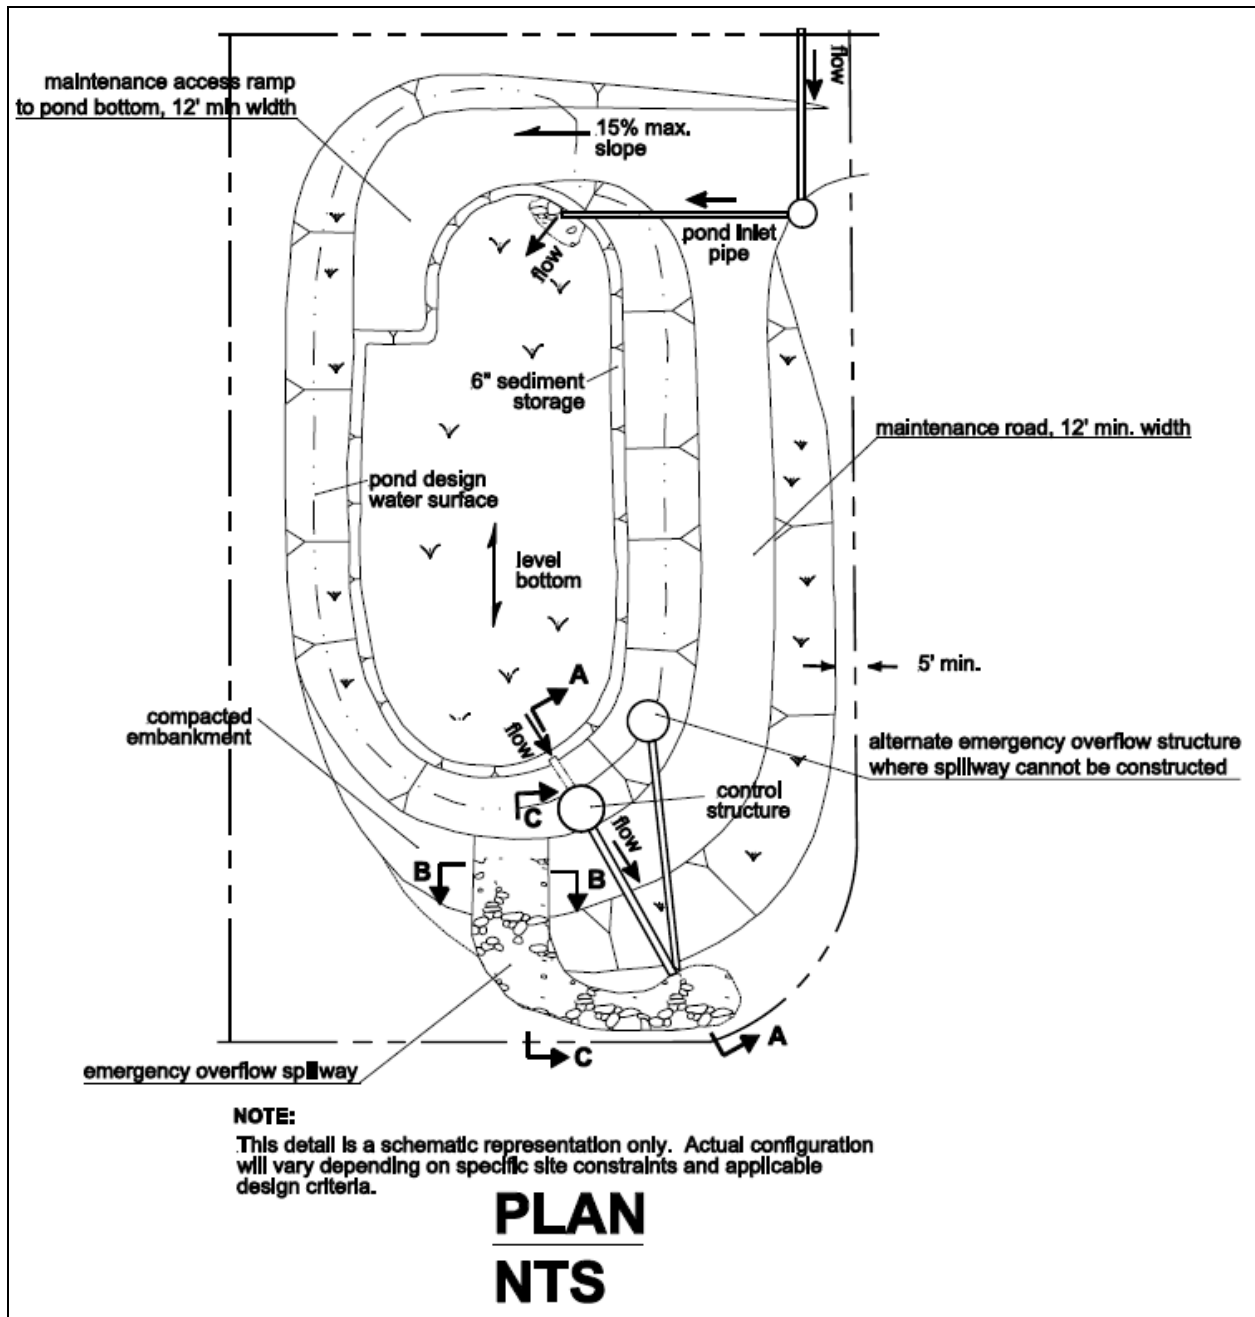 flow
maintenance access ramp
to pond bottom, 12' min width
15% max.
slope
pond inlet
pipe
flow
6" sediment
storage
maintenance road, 12' min. width
pond design
water surface
level
bottom
5' min.
A
compacted
embankment
flow
alternate emergency overflow structure
where spillway cannot be constructed
control
structure
C
flow
B
B
A
C
emergency overflow spillway
NOTE:
This detail is a schematic representation only. Actual configuration
will vary depending on specific site constraints and applicable
design criteria.
PLAN
NTS